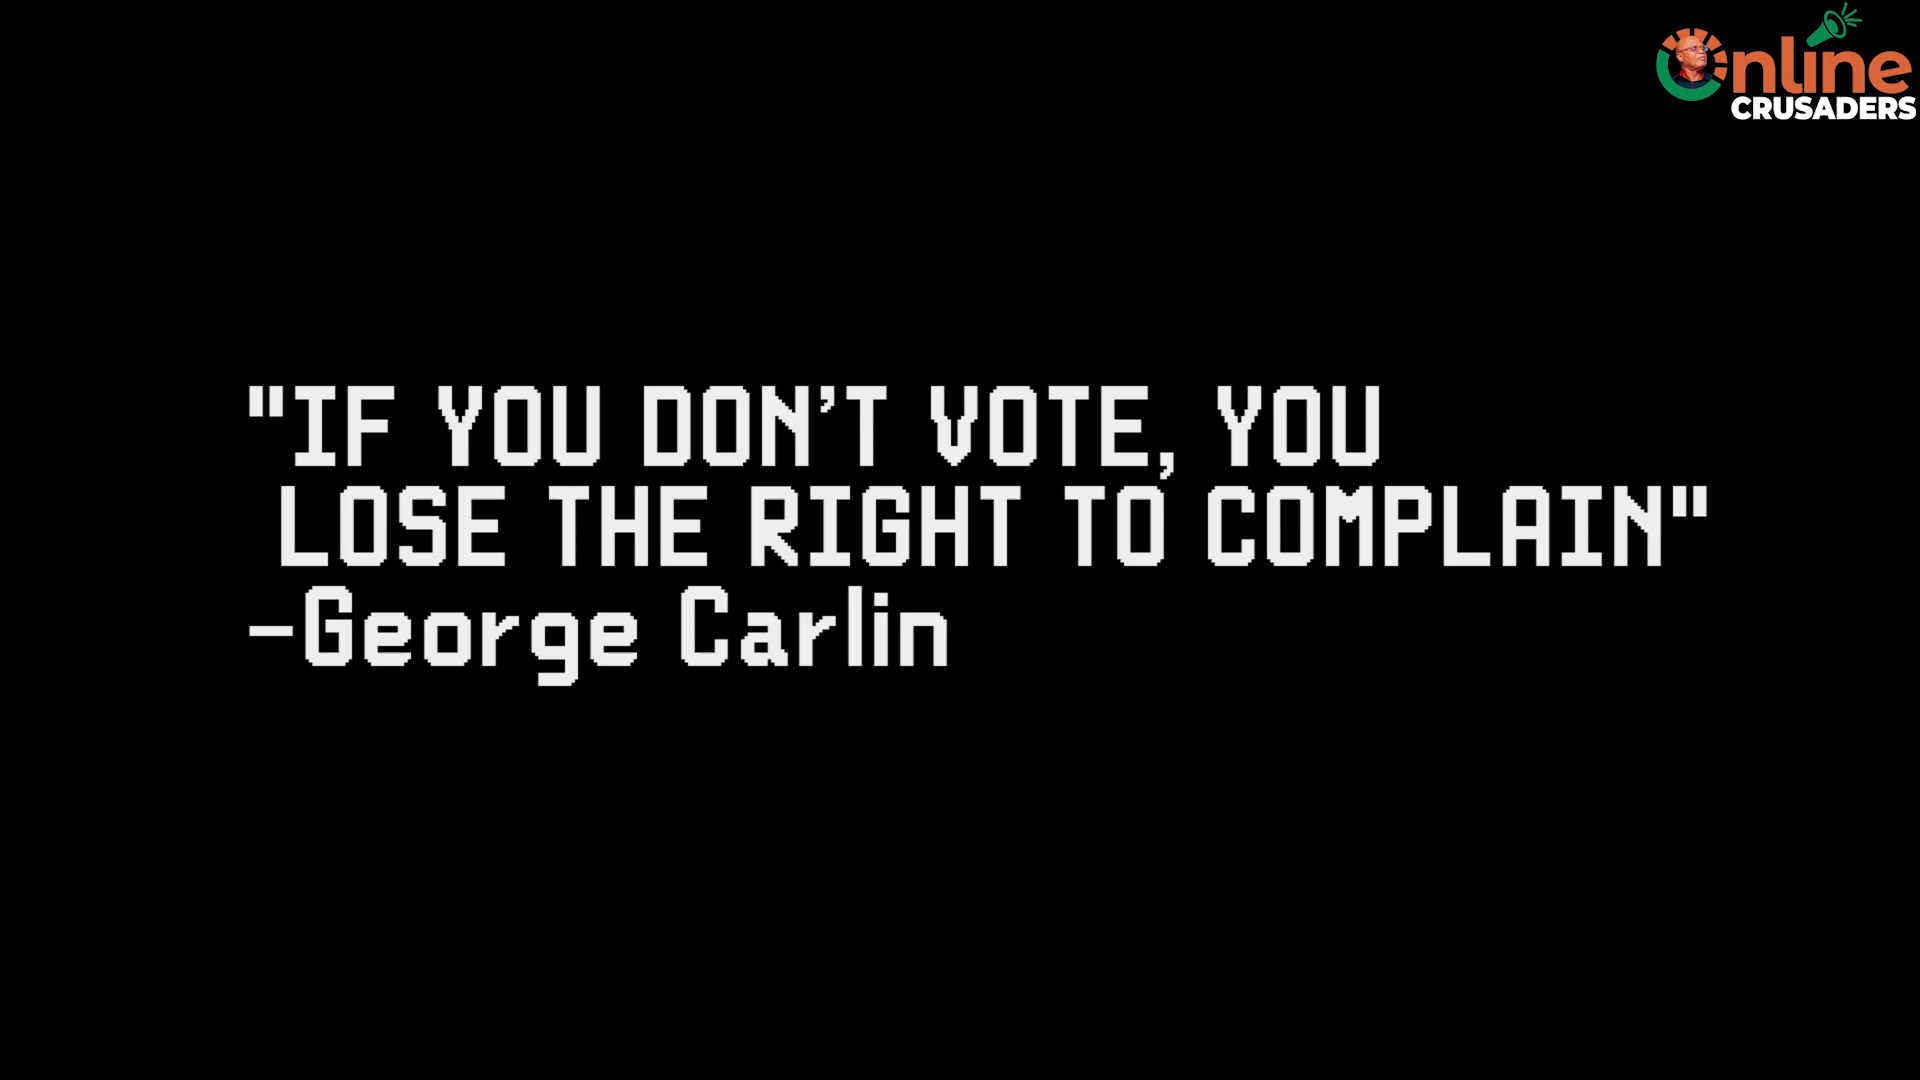 Online
CRUSADERS
"IF YOU DON'T VOTE, YOU
LOSE THE RIGHT TO COMPLAIN"
-George Carlin